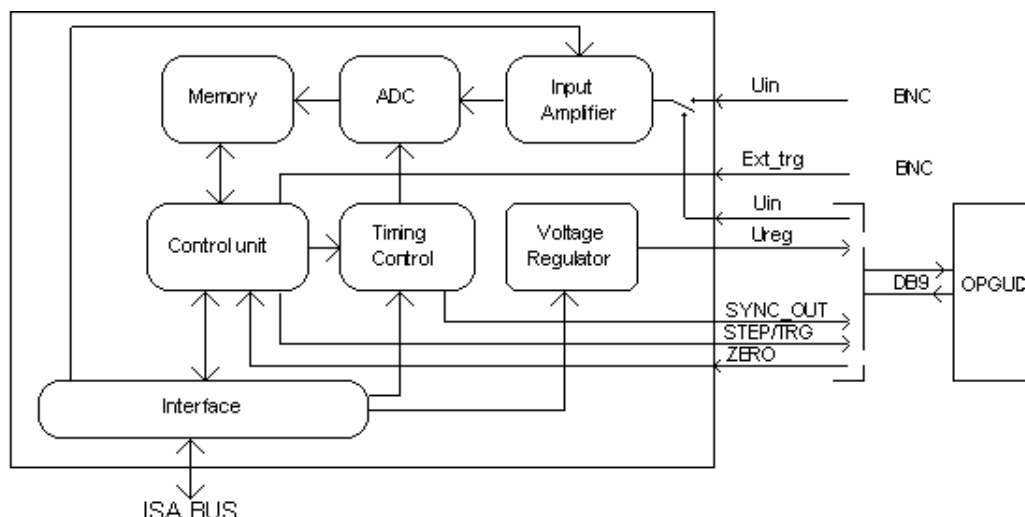 Memory
ADC
Input
Amplifier
Uin
BNC
Ext_trg
BNC
Control unit
Timing
Control
Voltage
Regulator
Uin
Ureg
DB9
OPGUD
SYNC_OUT
STEP/TRG
ZERO
Interface
ISA BUS